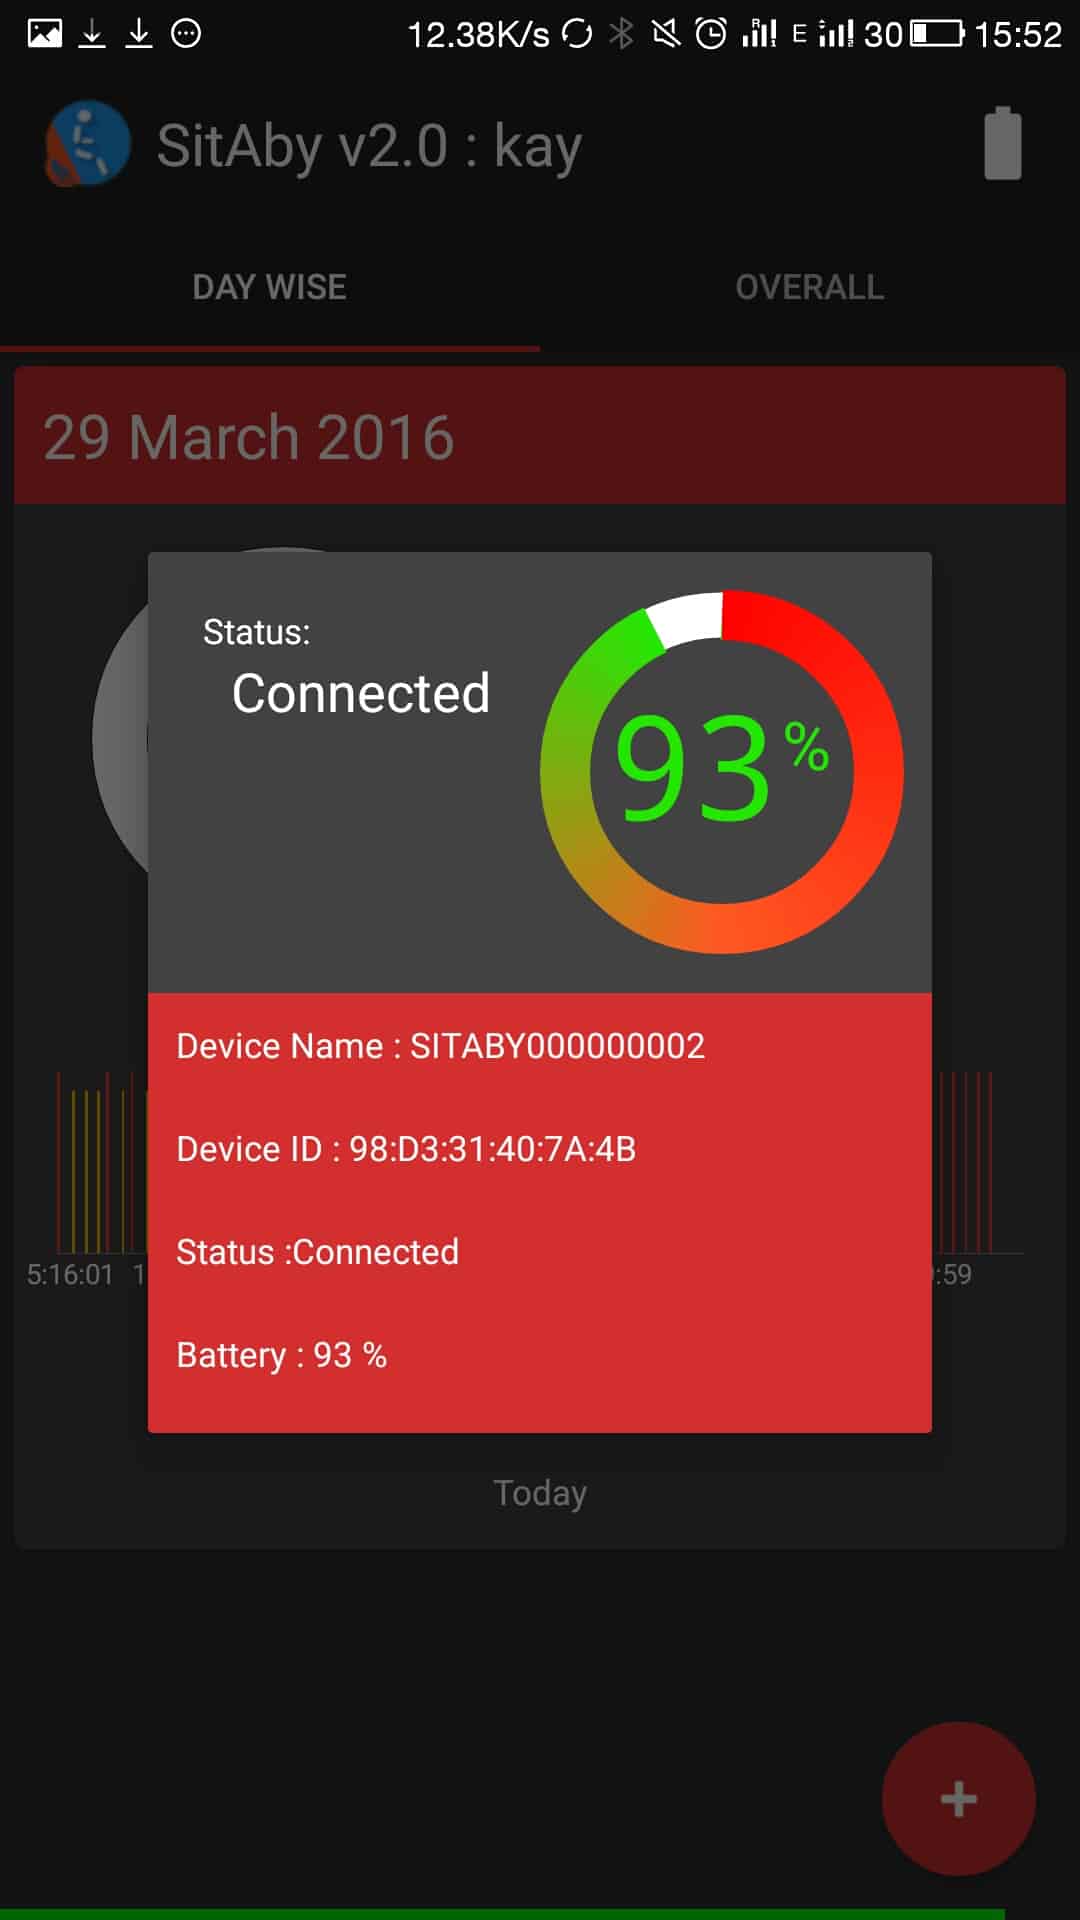 12.38K/s E 30 15:52
SitAby v2.0 : kay
DAY WISE OVERALL
29 March 2016
Status:
Connected
93%
Device Name : SITABY000000002
Device ID : 98:D3:31:40:7A:4B
Status :Connected
Battery : 93 %
5:16:01 1 :59
Today
+